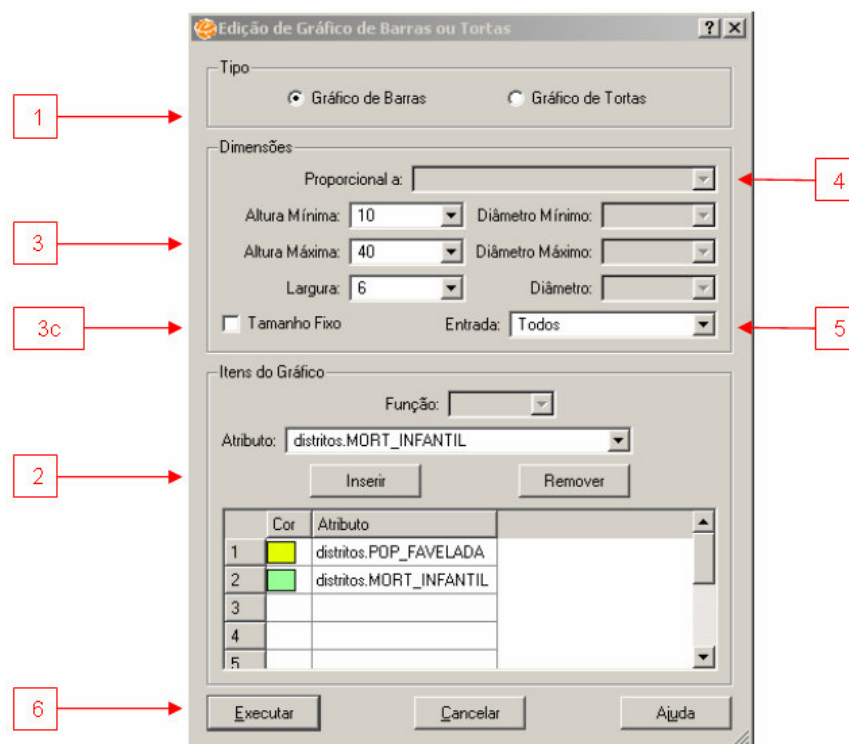 Edição de Gráfico de Barras ou Tortas
Tipo
Gráfico de Barras Gráfico de Tortas
1
Dimensões
Proporcional a:
4
Altura Mínima: 10 Diâmetro Mínimo:
3
Altura Máxima: 40 Diâmetro Máximo:
Largura: 6 Diâmetro:
3c
Tamanho Fixo Entrada: Todos
5
Itens do Gráfico
Função:
Atributo: distritos.MORT_INFANTIL
2
Inserir Remover
Cor Atributo
1 distritos.POP_FAVELADA
2 distritos.MORT_INFANTIL
3
4
5
6
Executar Cancelar Ajuda